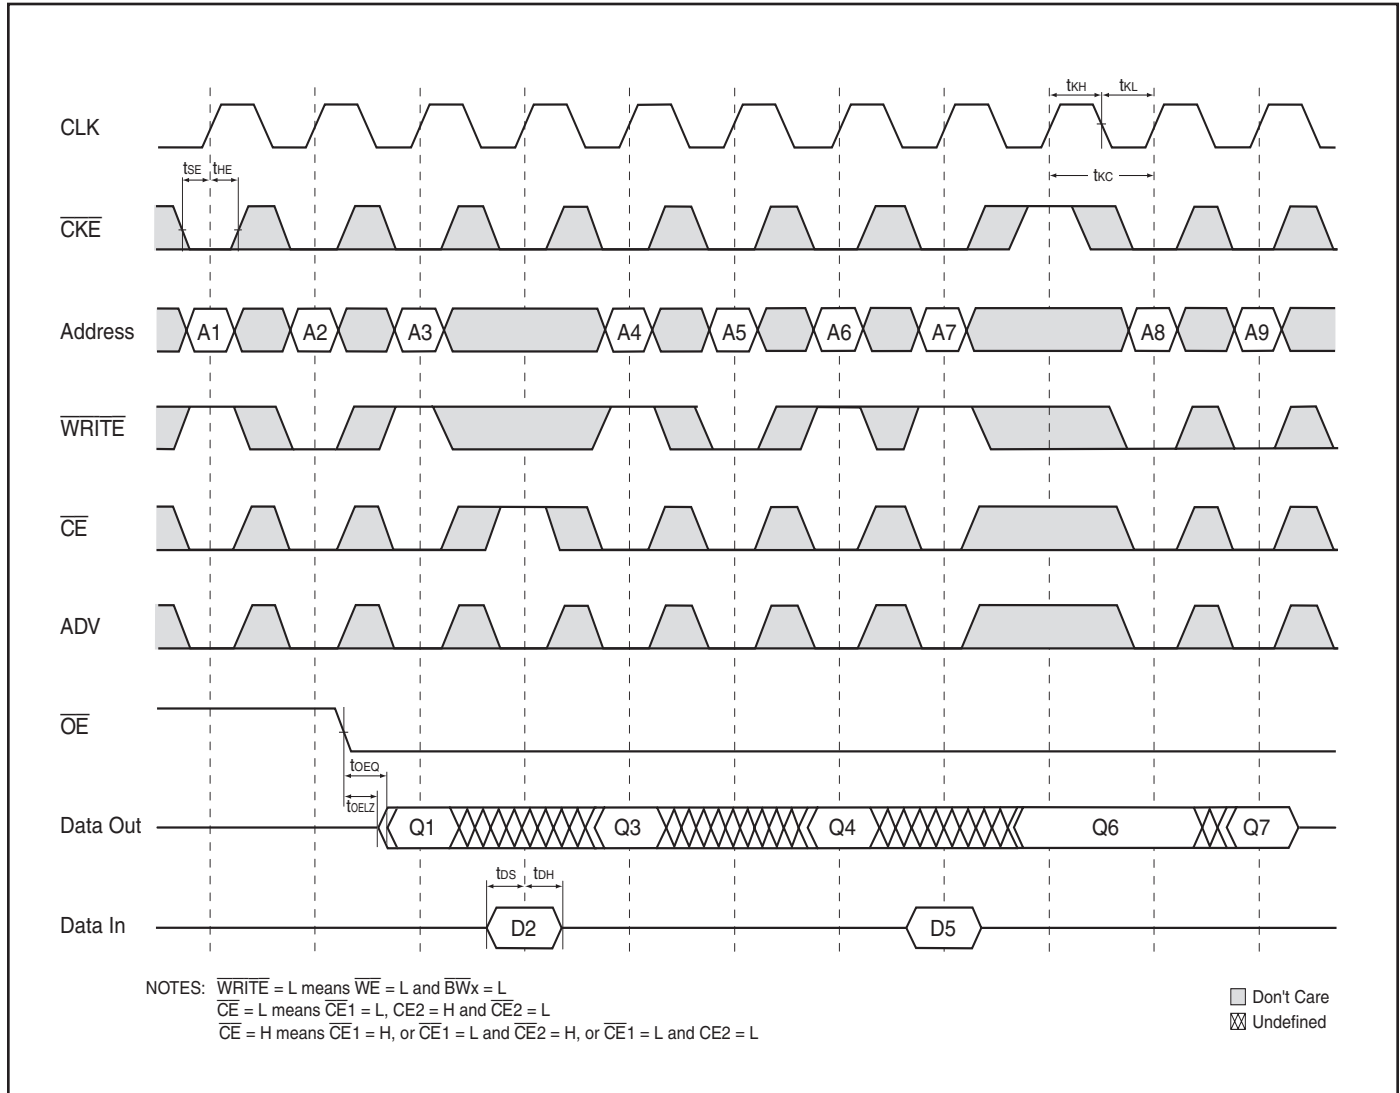 tKH tKL
CLK
tSE tHE
tKC
CKE
Address A1 A2 A3 A4 A5 A6 A7 A8 A9
WRITE
CE
ADV
OE
tOEQ
tOELZ
Data Out Q1 Q3 Q4 Q6 Q7
tDS tDH
Data In D2 D5
NOTES: WRITE = L means WE = L and BWx = L
CE = L means CE1 = L, CE2 = H and CE2 = L
CE = H means CE1 = H, or CE1 = L and CE2 = H, or CE1 = L and CE2 = L
Don't Care
Undefined